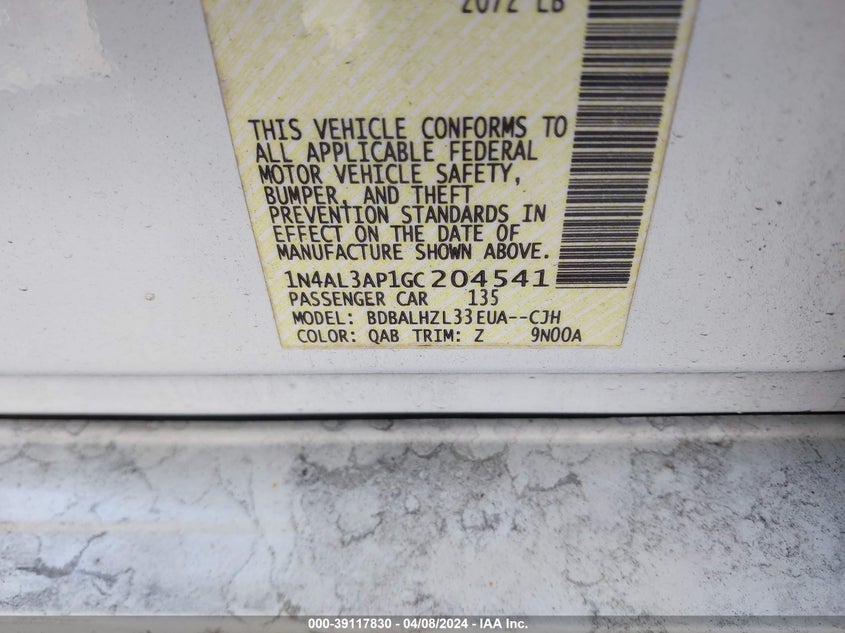 2072 LB
THIS VEHICLE CONFORMS TO
ALL APPLICABLE FEDERAL
MOTOR VEHICLE SAFETY,
BUMPER, AND THEFT
PREVENTION STANDARDS IN
EFFECT ON THE DATE OF
MANUFACTURE SHOWN ABOVE.
1N4AL3AP1GC204541
PASSENGER CAR 135
MODEL: BDBALHZL33EUA--CJH
COLOR: QAB TRIM: Z 9N00A
000-39117830 - 04/08/2024 - IAA Inc.